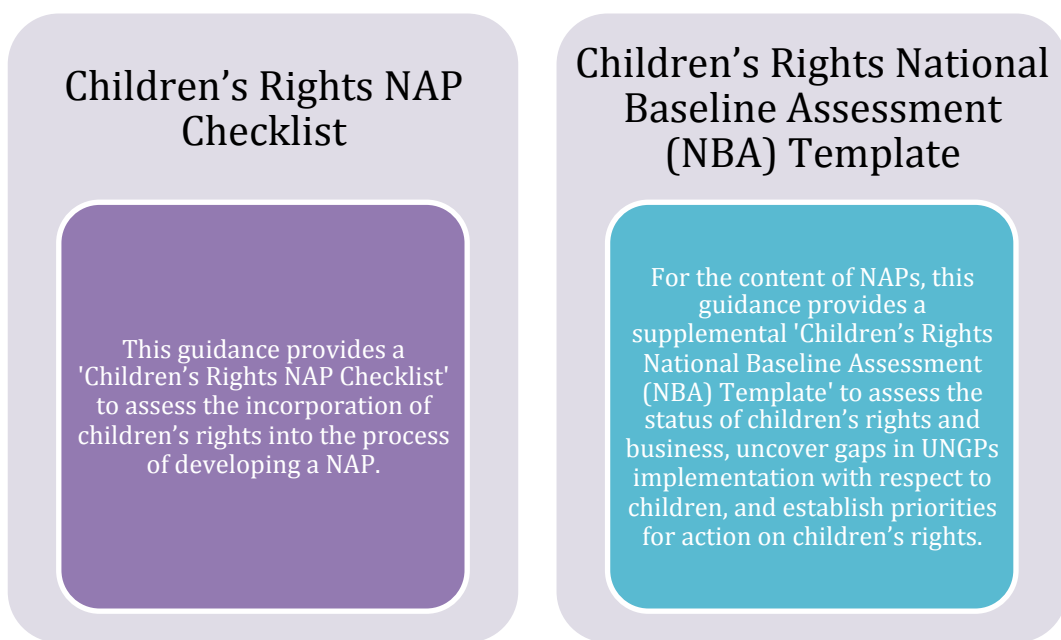 Children’s Rights NAP
Checklist
This guidance provides a
'Children’s Rights NAP Checklist'
to assess the incorporation of
children’s rights into the process
of developing a NAP.
Children’s Rights National
Baseline Assessment
(NBA) Template
For the content of NAPs, this
guidance provides a
supplemental 'Children’s Rights
National Baseline Assessment
(NBA) Template' to assess the
status of children’s rights and
business, uncover gaps in UNGPs
implementation with respect to
children, and establish priorities
for action on children’s rights.